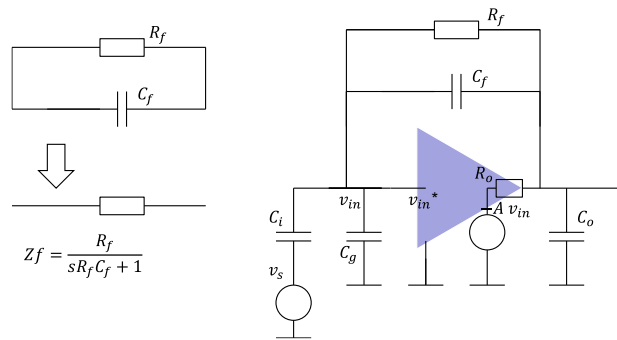 R_f
C_f
Zf = R_f / (sR_fC_f + 1)
R_f
C_f
R_o
v_in
v_in*
-A v_in
C_i
C_g
C_o
v_s